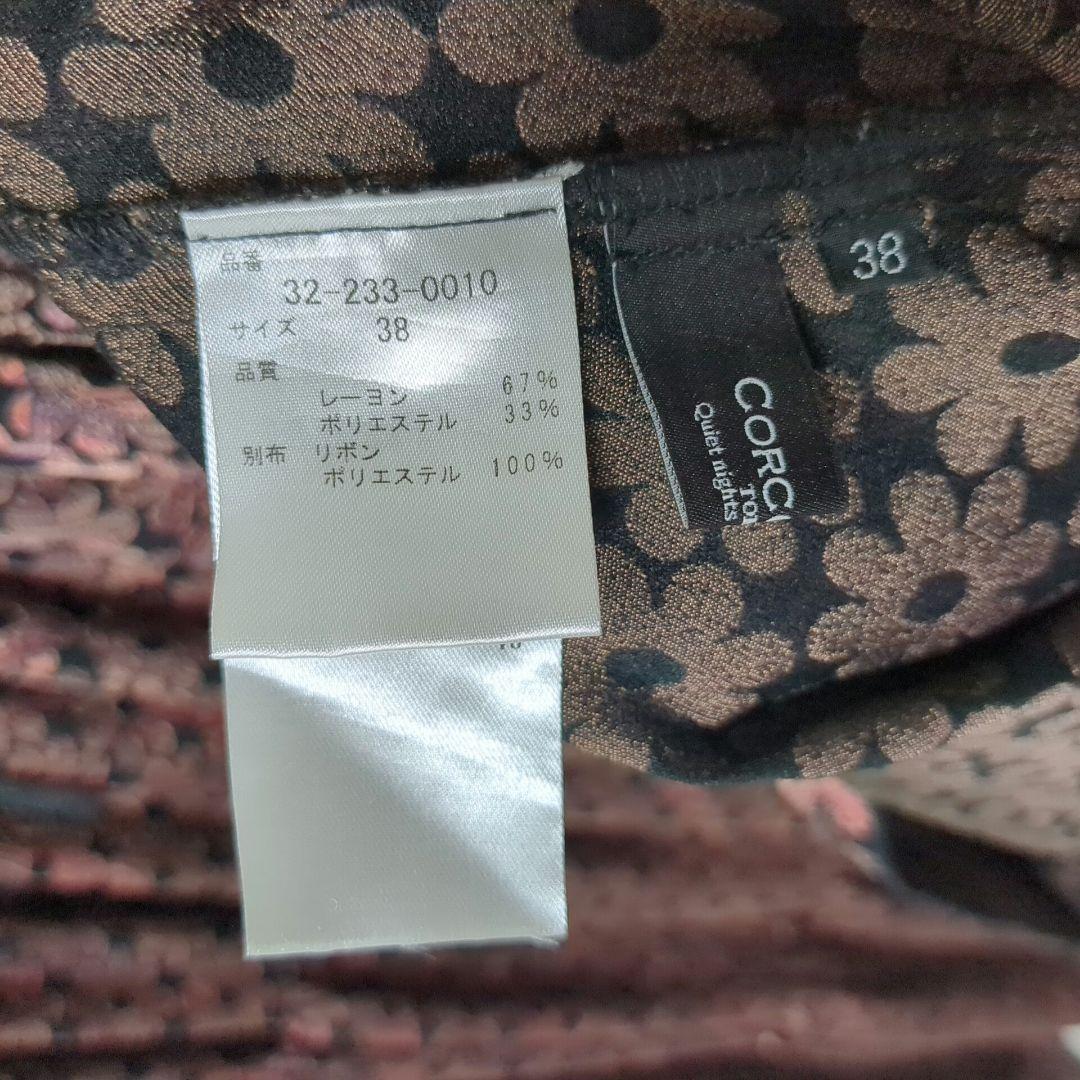 品番
32-233-0010
サイズ 38
品質
レーヨン 67%
ポリエステル 33%
別布 リボン
ポリエステル 100%
38
Quiet nights